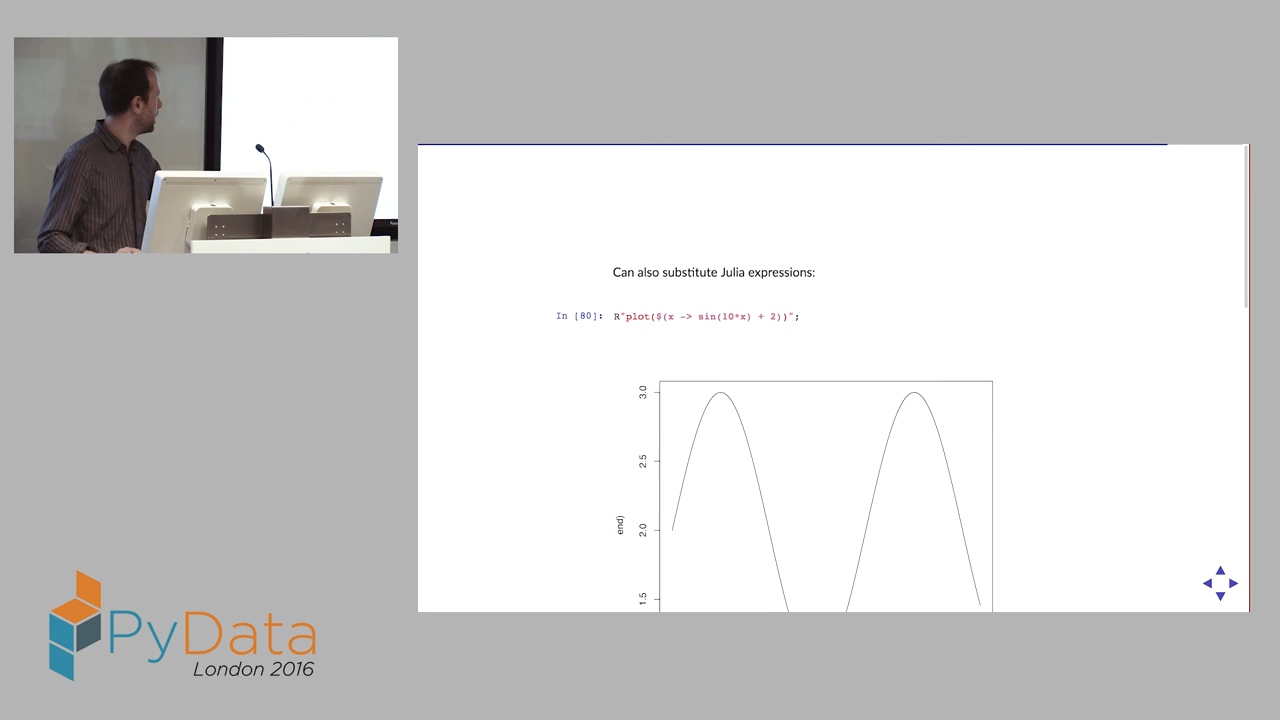 Can also substitute Julia expressions:
In [80]: R"plot($(x -> sin(10*x) + 2))";
3.0
2.5
2.0
1.5
end)
PyData
London 2016